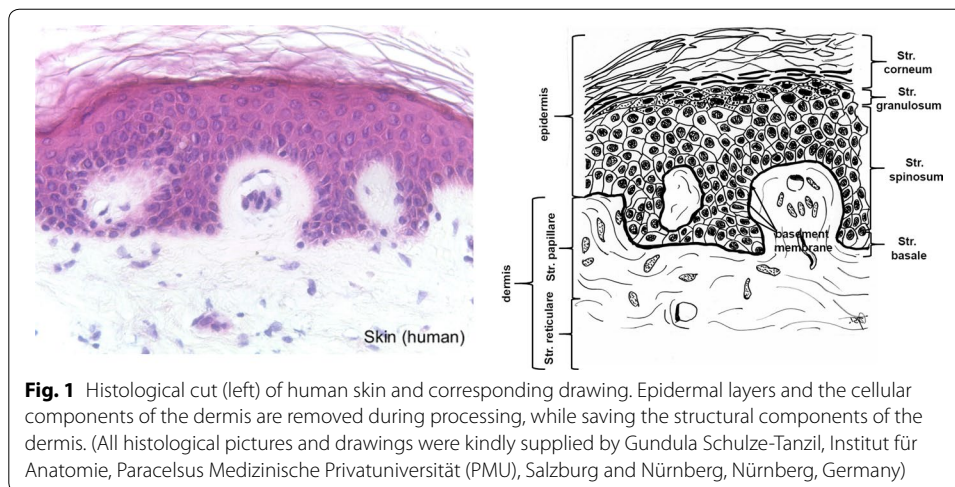 Skin (human)
epidermis
dermis
Str. papillare
Str. reticulare
Str.
corneum
Str.
granulosum
Str.
spinosum
basement
membrane
Str.
basale
Fig. 1 Histological cut (left) of human skin and corresponding drawing. Epidermal layers and the cellular
components of the dermis are removed during processing, while saving the structural components of the
dermis. (All histological pictures and drawings were kindly supplied by Gundula Schulze-Tanzil, Institut für
Anatomie, Paracelsus Medizinische Privatuniversität (PMU), Salzburg and Nürnberg, Nürnberg, Germany)